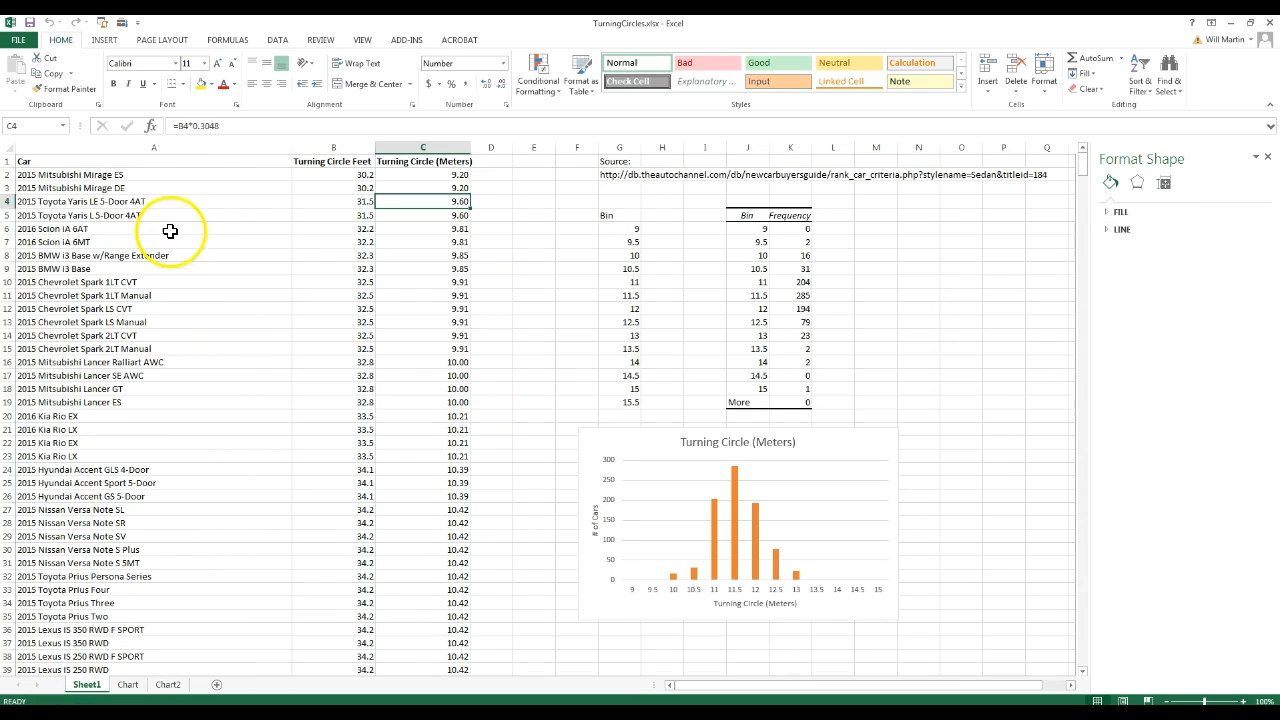 TurningCircles.xlsx - Excel
FILE HOME INSERT PAGE LAYOUT FORMULAS DATA REVIEW VIEW ADD-INS ACROBAT Will Martin
Paste Cut Copy Format Painter Clipboard
Calibri 11 Font
Wrap Text Merge & Center Alignment
Number Number
Conditional Formatting Format as Table
Normal Bad Good Neutral Calculation
Check Cell Explanatory ... Input Linked Cell Note
Styles
Insert Delete Format Cells
AutoSum Fill Clear Sort & Filter Find & Select Editing
C4 =B4*0.3048
A B C D E F G H I J K L M N O P Q
1 Car Turning Circle Feet Turning Circle (Meters) Source:
2 2015 Mitsubishi Mirage ES 30.2 9.20 http://db.theautochannel.com/db/newcarbuyersguide/rank_car_criteria.php?stylename=Sedan&titleid=184
3 2015 Mitsubishi Mirage DE 30.2 9.20
4 2015 Toyota Yaris LE 5-Door 4AT 31.5 9.60
5 2015 Toyota Yaris L 5-Door 4AT 31.5 9.60 Bin Bin Frequency
6 2016 Scion iA 6AT 32.2 9.81 9 9 0
7 2016 Scion iA 6MT 32.2 9.81 9.5 9.5 2
8 2015 BMW i3 Base w/Range Extender 32.3 9.85 10 10 16
9 2015 BMW i3 Base 32.3 9.85 10.5 10.5 31
10 2015 Chevrolet Spark 1LT CVT 32.5 9.91 11 11 204
11 2015 Chevrolet Spark 1LT Manual 32.5 9.91 11.5 11.5 285
12 2015 Chevrolet Spark LS CVT 32.5 9.91 12 12 194
13 2015 Chevrolet Spark LS Manual 32.5 9.91 12.5 12.5 79
14 2015 Chevrolet Spark 2LT CVT 32.5 9.91 13 13 23
15 2015 Chevrolet Spark 2LT Manual 32.5 9.91 13.5 13.5 2
16 2015 Mitsubishi Lancer Ralliart AWC 32.8 10.00 14 14 2
17 2015 Mitsubishi Lancer SE AWC 32.8 10.00 14.5 14.5 0
18 2015 Mitsubishi Lancer GT 32.8 10.00 15 15 1
19 2015 Mitsubishi Lancer ES 32.8 10.00 15.5 More 0
20 2016 Kia Rio EX 33.5 10.21
21 2016 Kia Rio LX 33.5 10.21
22 2015 Kia Rio EX 33.5 10.21
23 2015 Kia Rio LX 33.5 10.21
24 2015 Hyundai Accent GLS 4-Door 34.1 10.39
25 2015 Hyundai Accent Sport 5-Door 34.1 10.39
26 2015 Hyundai Accent GS 5-Door 34.1 10.39
27 2015 Nissan Versa Note SL 34.2 10.42
28 2015 Nissan Versa Note SR 34.2 10.42
29 2015 Nissan Versa Note SV 34.2 10.42
30 2015 Nissan Versa Note S Plus 34.2 10.42
31 2015 Nissan Versa Note S 5MT 34.2 10.42
32 2015 Toyota Prius Persona Series 34.2 10.42
33 2015 Toyota Prius Four 34.2 10.42
34 2015 Toyota Prius Three 34.2 10.42
35 2015 Toyota Prius Two 34.2 10.42
36 2015 Lexus IS 350 RWD F SPORT 34.2 10.42
37 2015 Lexus IS 350 RWD 34.2 10.42
38 2015 Lexus IS 250 RWD F SPORT 34.2 10.42
39 2015 Lexus IS 250 RWD 34.2 10.42
Turning Circle (Meters)
300
250
200
150
100
50
0
# of Cars
9 9.5 10 10.5 11 11.5 12 12.5 13 13.5 14 14.5 15
Turning Circle (Meters)
Format Shape
FILL
LINE
Sheet1 Chart Chart2
READY 100%